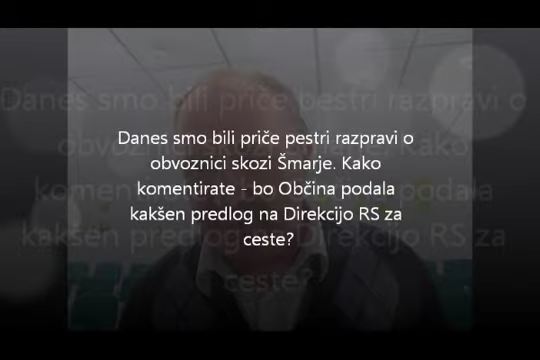 Danes smo bili priče pestri razpravi o
obvoznici skozi Šmarje. Kako
komentirate - bo Občina podala
kakšen predlog na Direkcijo RS za
ceste?